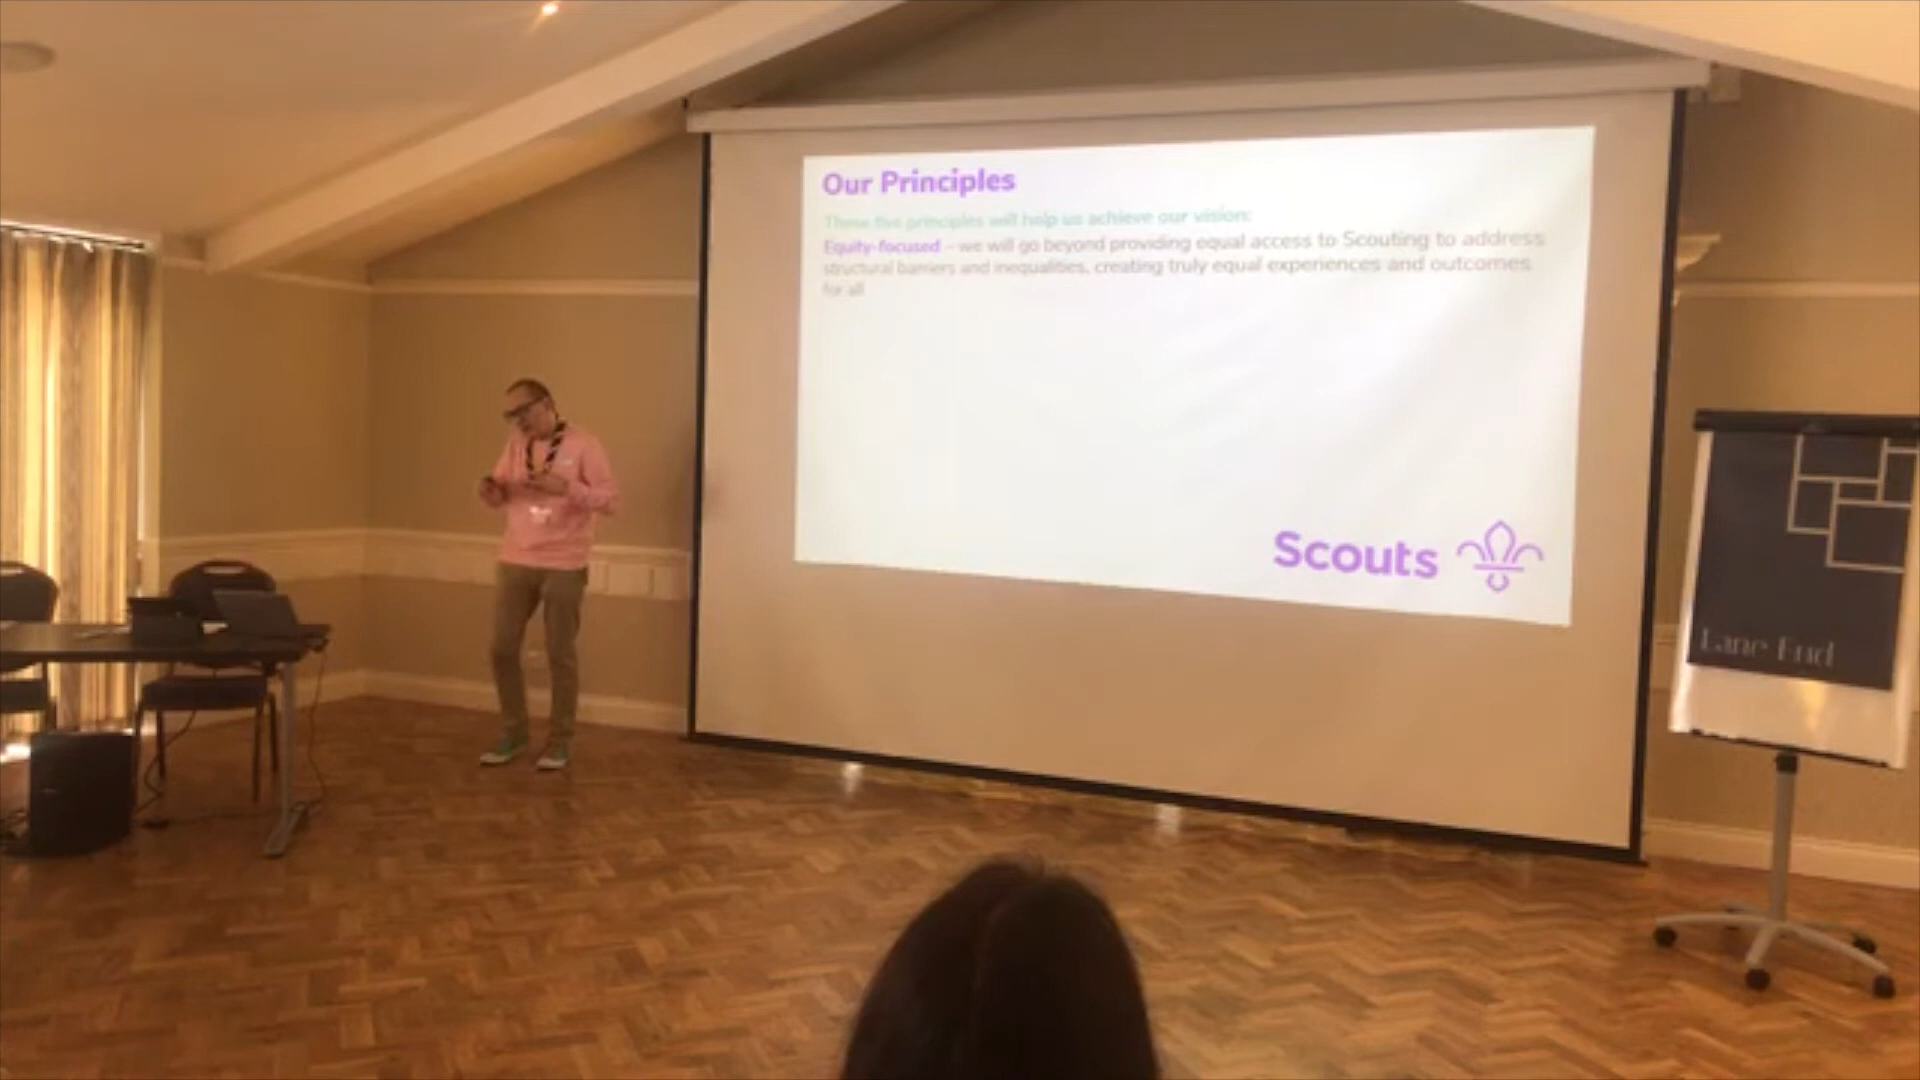 Our Principles
These five principles will help us achieve our vision:
Equity-focused – we will go beyond providing equal access to Scouting to address
structural barriers and inequalities, creating truly equal experiences and outcomes
for all
Scouts
Lane End